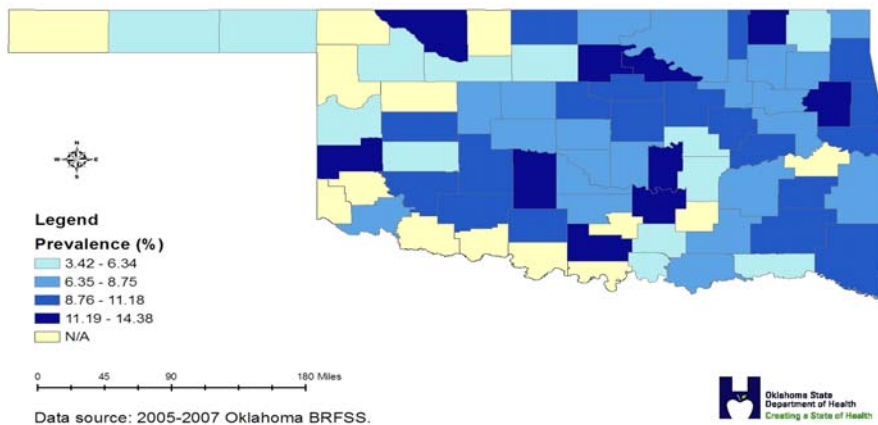 N
W E
S
Legend
Prevalence (%)
3.42 - 6.34
6.35 - 8.75
8.76 - 11.18
11.19 - 14.38
N/A
0 45 90 180 Miles
Data source: 2005-2007 Oklahoma BRFSS.
Oklahoma State
Department of Health
Creating a State of Health